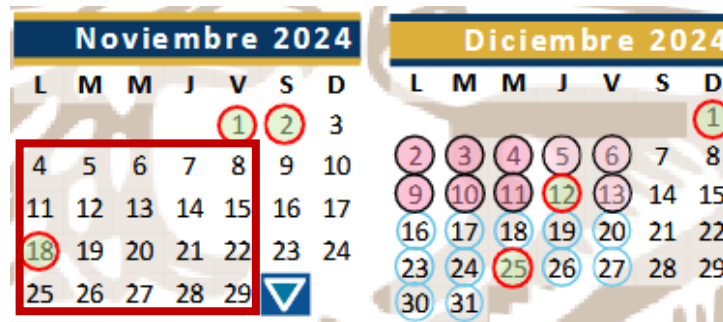 Noviembre 2024
L M M J V S D
1 2 3
4 5 6 7 8 9 10
11 12 13 14 15 16 17
18 19 20 21 22 23 24
25 26 27 28 29
Diciembre 2024
L M M J V S D
1
2 3 4 5 6 7 8
9 10 11 12 13 14 15
16 17 18 19 20 21 22
23 24 25 26 27 28 29
30 31